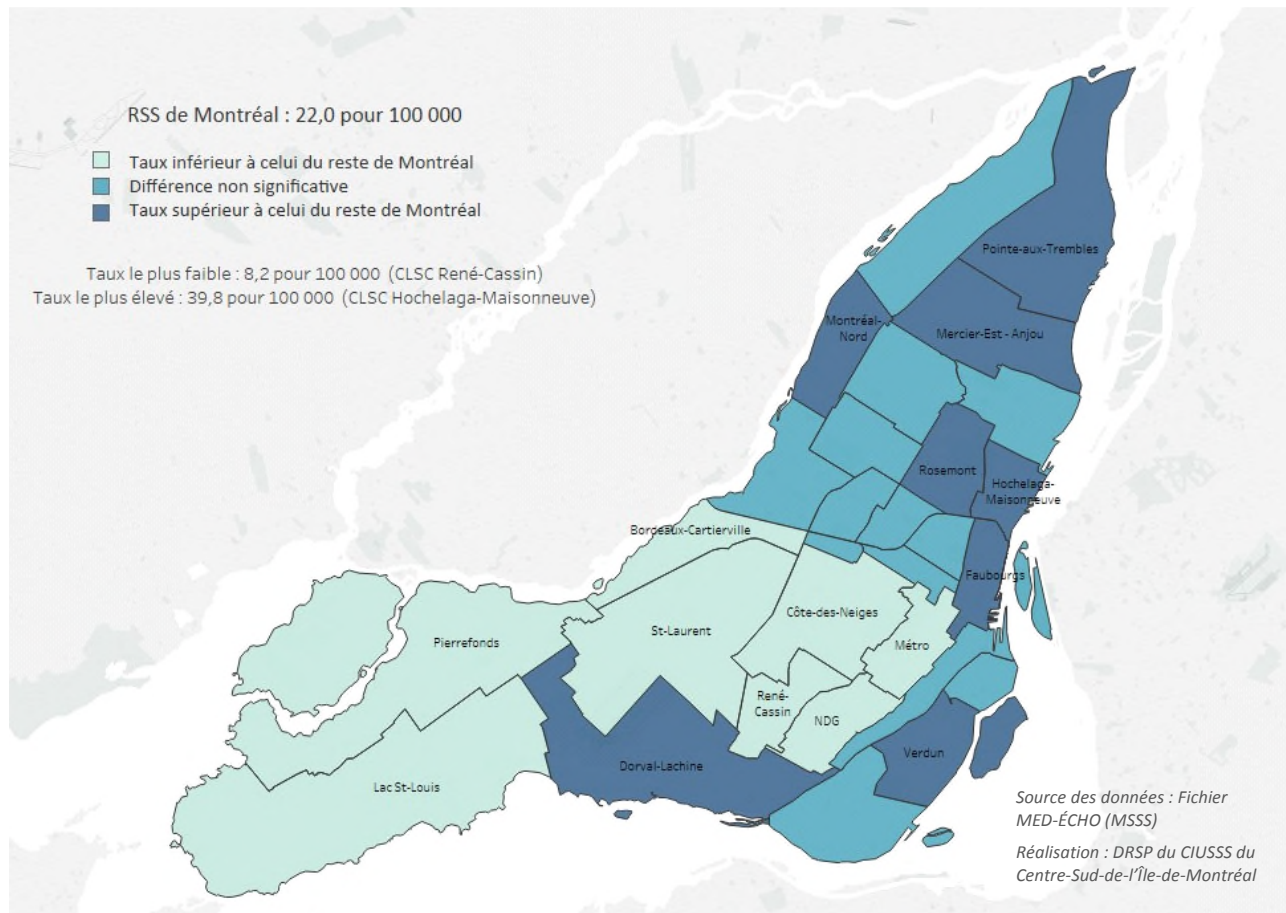 RSS de Montréal : 22,0 pour 100 000
Taux inférieur à celui du reste de Montréal
Différence non significative
Taux supérieur à celui du reste de Montréal
Taux le plus faible : 8,2 pour 100 000 (CLSC René-Cassin)
Taux le plus élevé : 39,8 pour 100 000 (CLSC Hochelaga-Maisonneuve)
Pointe-aux-Trembles
Montréal-
Nord
Mercier-Est - Anjou
Rosemont
Hochelaga-
Maisonneuve
Bordeaux-Cartierville
Faubourgs
Côte-des-Neiges
St-Laurent
Pierrefonds
Métro
René-
Cassin
NDG
Verdun
Dorval-Lachine
Lac St-Louis
Source des données : Fichier
MED-ÉCHO (MSSS)
Réalisation : DRSP du CIUSSS du
Centre-Sud-de-l'Île-de-Montréal